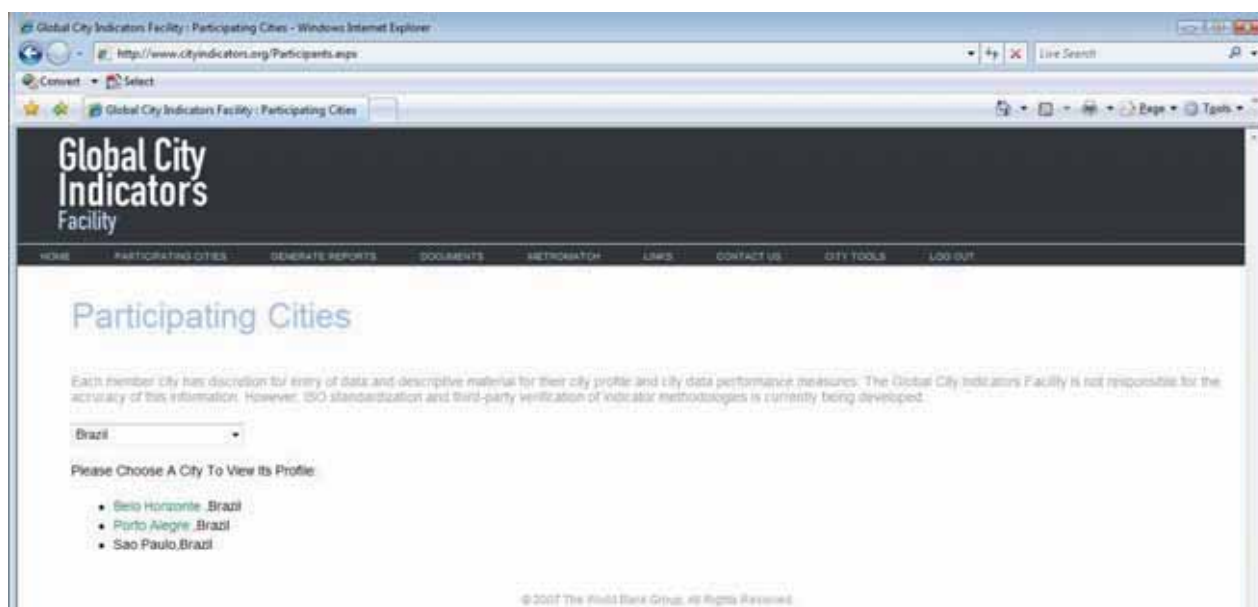 Global City Indicators Facility : Participating Cities - Windows Internet Explorer
http://www.cityindicators.org/Participants.aspx
Live Search
Convert Select
Global City Indicators Facility : Participating Cities
Page Tools
Global City
Indicators
Facility
HOME PARTICIPATING CITIES GENERATE REPORTS DOCUMENTS METROMATCH LINKS CONTACT US CITY TOOLS LOG OUT
Participating Cities
Each member city has discretion for entry of data and descriptive material for their city profile and city data performance measures. The Global City Indicators Facility is not responsible for the
accuracy of this information. However, ISO standardization and third-party verification of indicator methodologies is currently being developed.
Brazil
Please Choose A City To View Its Profile:
• Belo Horizonte ,Brazil
• Porto Alegre ,Brazil
• Sao Paulo,Brazil
© 2007 The World Bank Group, All Rights Reserved.